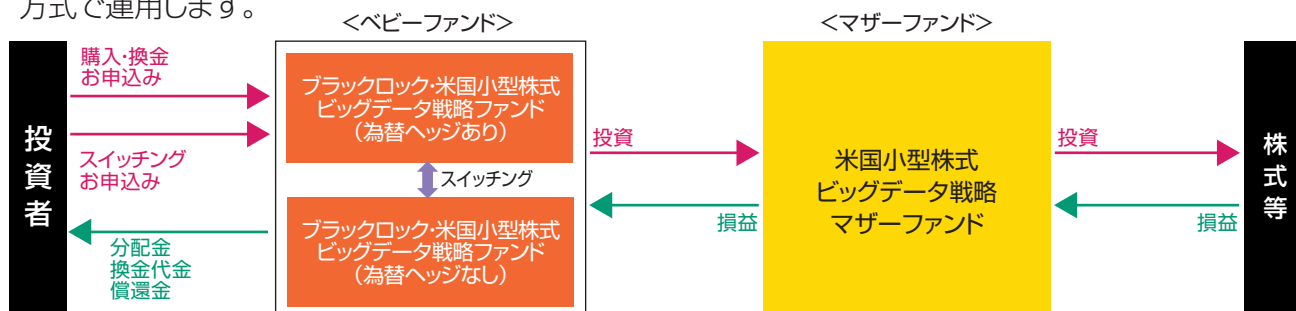 方式で運用します。
<ベビーファンド>
<マザーファンド>
投資者
購入・換金
お申込み
スイッチング
お申込み
分配金
換金代金
償還金
ブラックロック・米国小型株式
ビッグデータ戦略ファンド
(為替ヘッジあり)
スイッチング
ブラックロック・米国小型株式
ビッグデータ戦略ファンド
(為替ヘッジなし)
投資
損益
米国小型株式
ビッグデータ戦略
マザーファンド
投資
損益
株式等